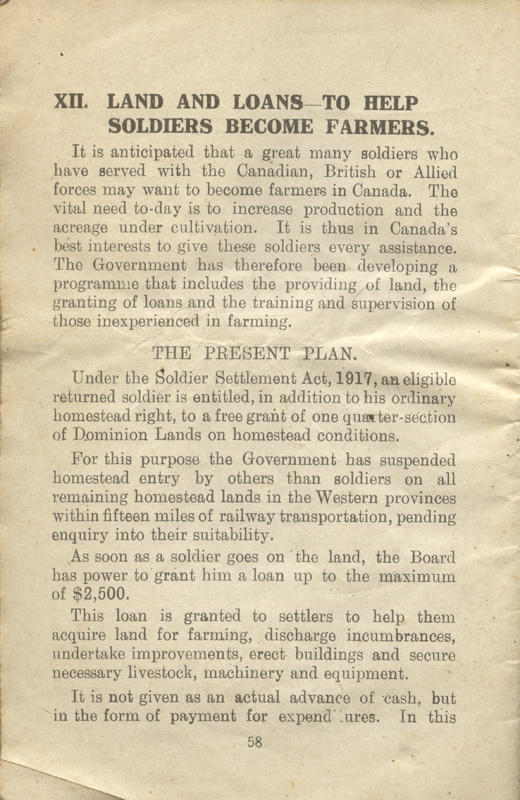 XII. LAND AND LOANS—TO HELP
SOLDIERS BECOME FARMERS.
It is anticipated that a great many soldiers who
have served with the Canadian, British or Allied
forces may want to become farmers in Canada. The
vital need to-day is to increase production and the
acreage under cultivation. It is thus in Canada's
best interests to give these soldiers every assistance.
The Government has therefore been developing a
programme that includes the providing of land, the
granting of loans and the training and supervision of
those inexperienced in farming.
THE PRESENT PLAN.
Under the Soldier Settlement Act, 1917, an eligible
returned soldier is entitled, in addition to his ordinary
homestead right, to a free grant of one quarter-section
of Dominion Lands on homestead conditions.
For this purpose the Government has suspended
homestead entry by others than soldiers on all
remaining homestead lands in the Western provinces
within fifteen miles of railway transportation, pending
enquiry into their suitability.
As soon as a soldier goes on the land, the Board
has power to grant him a loan up to the maximum
of $2,500.
This loan is granted to settlers to help them
acquire land for farming, discharge incumbrances,
undertake improvements, erect buildings and secure
necessary livestock, machinery and equipment.
It is not given as an actual advance of cash, but
in the form of payment for In this
58